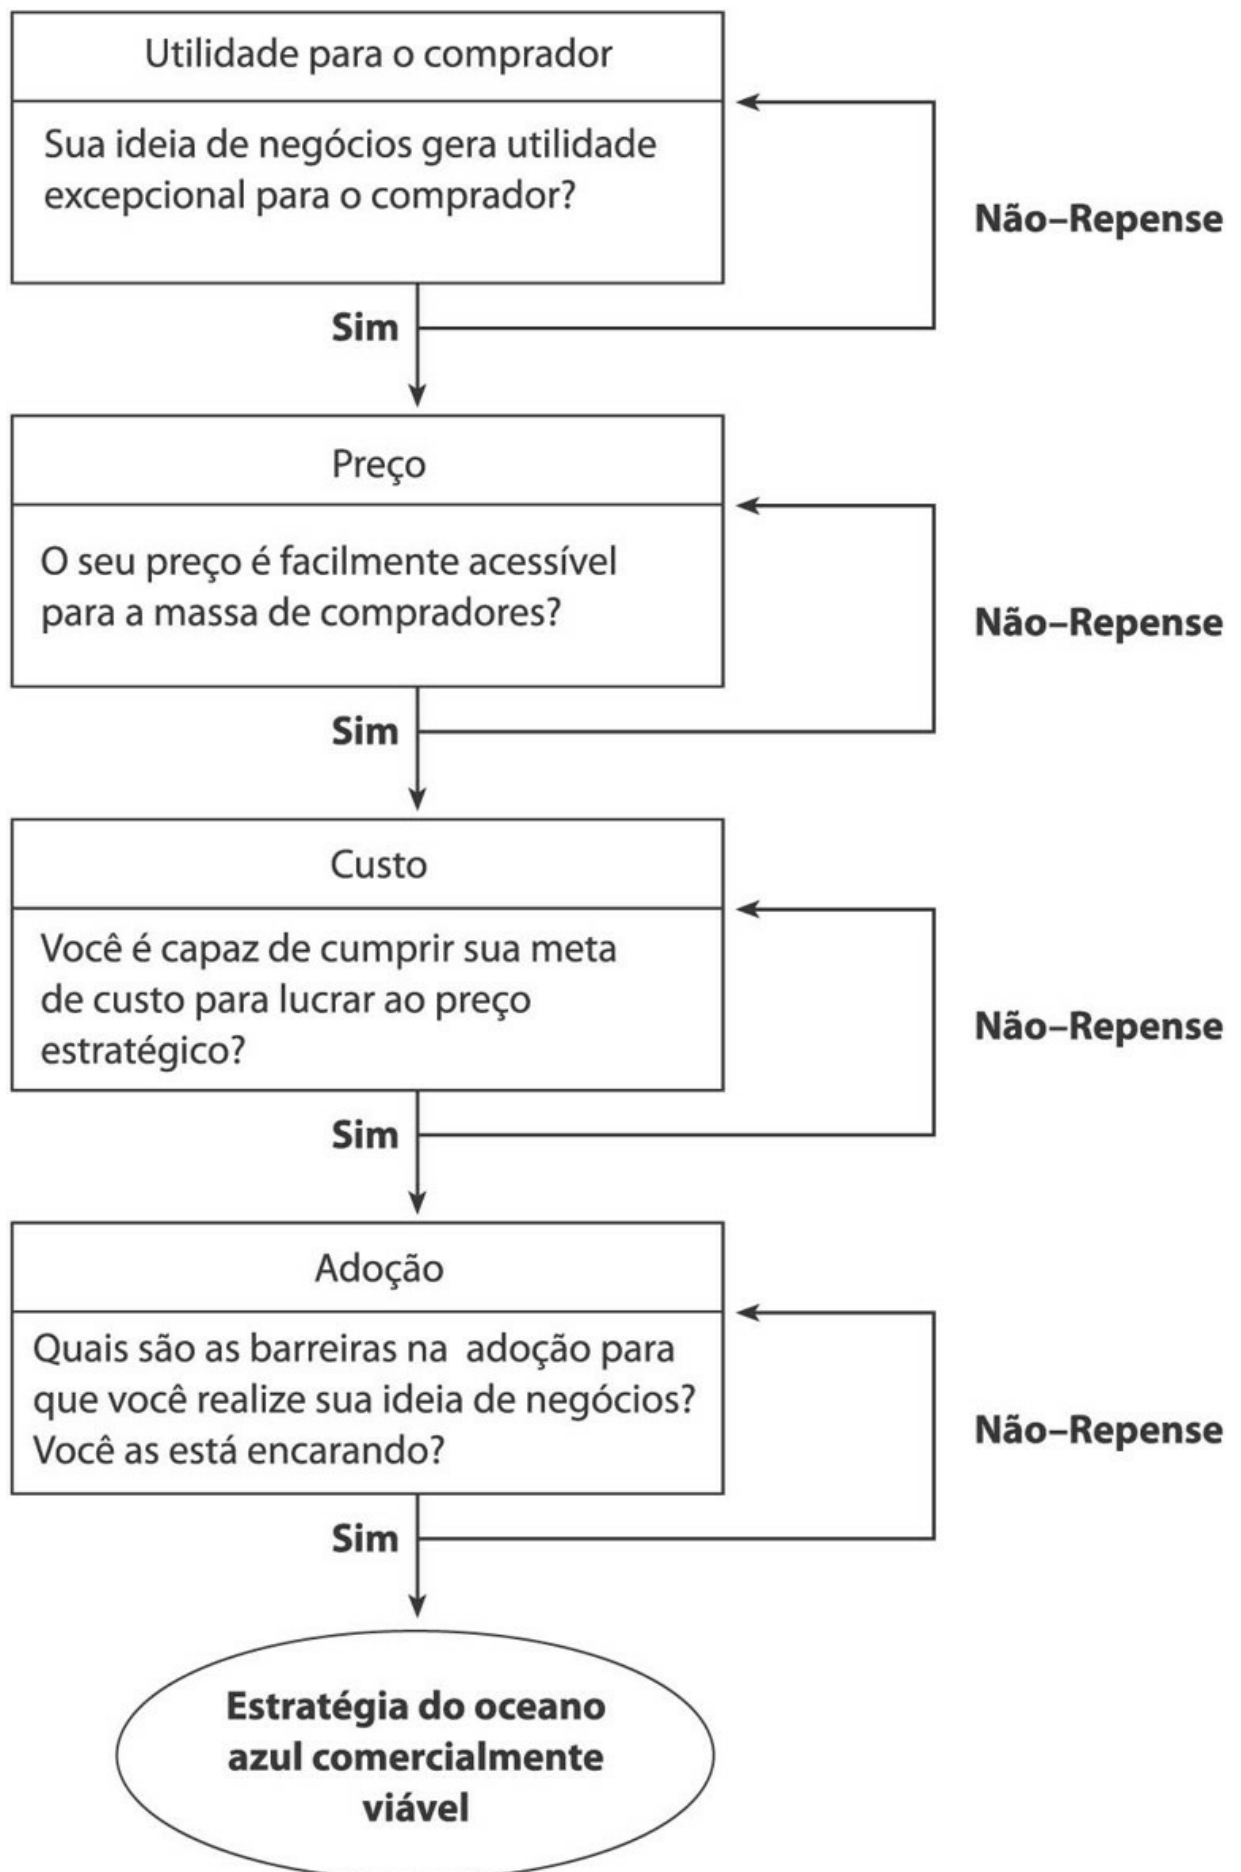 Utilidade para o comprador
Sua ideia de negócios gera utilidade
excepcional para o comprador?
Não–Repense
Sim
Preço
O seu preço é facilmente acessível
para a massa de compradores?
Não–Repense
Sim
Custo
Você é capaz de cumprir sua meta
de custo para lucrar ao preço
estratégico?
Não–Repense
Sim
Adoção
Quais são as barreiras na  adoção para
que você realize sua ideia de negócios?
Você as está encarando?
Não–Repense
Sim
Estratégia do oceano
azul comercialmente
viável